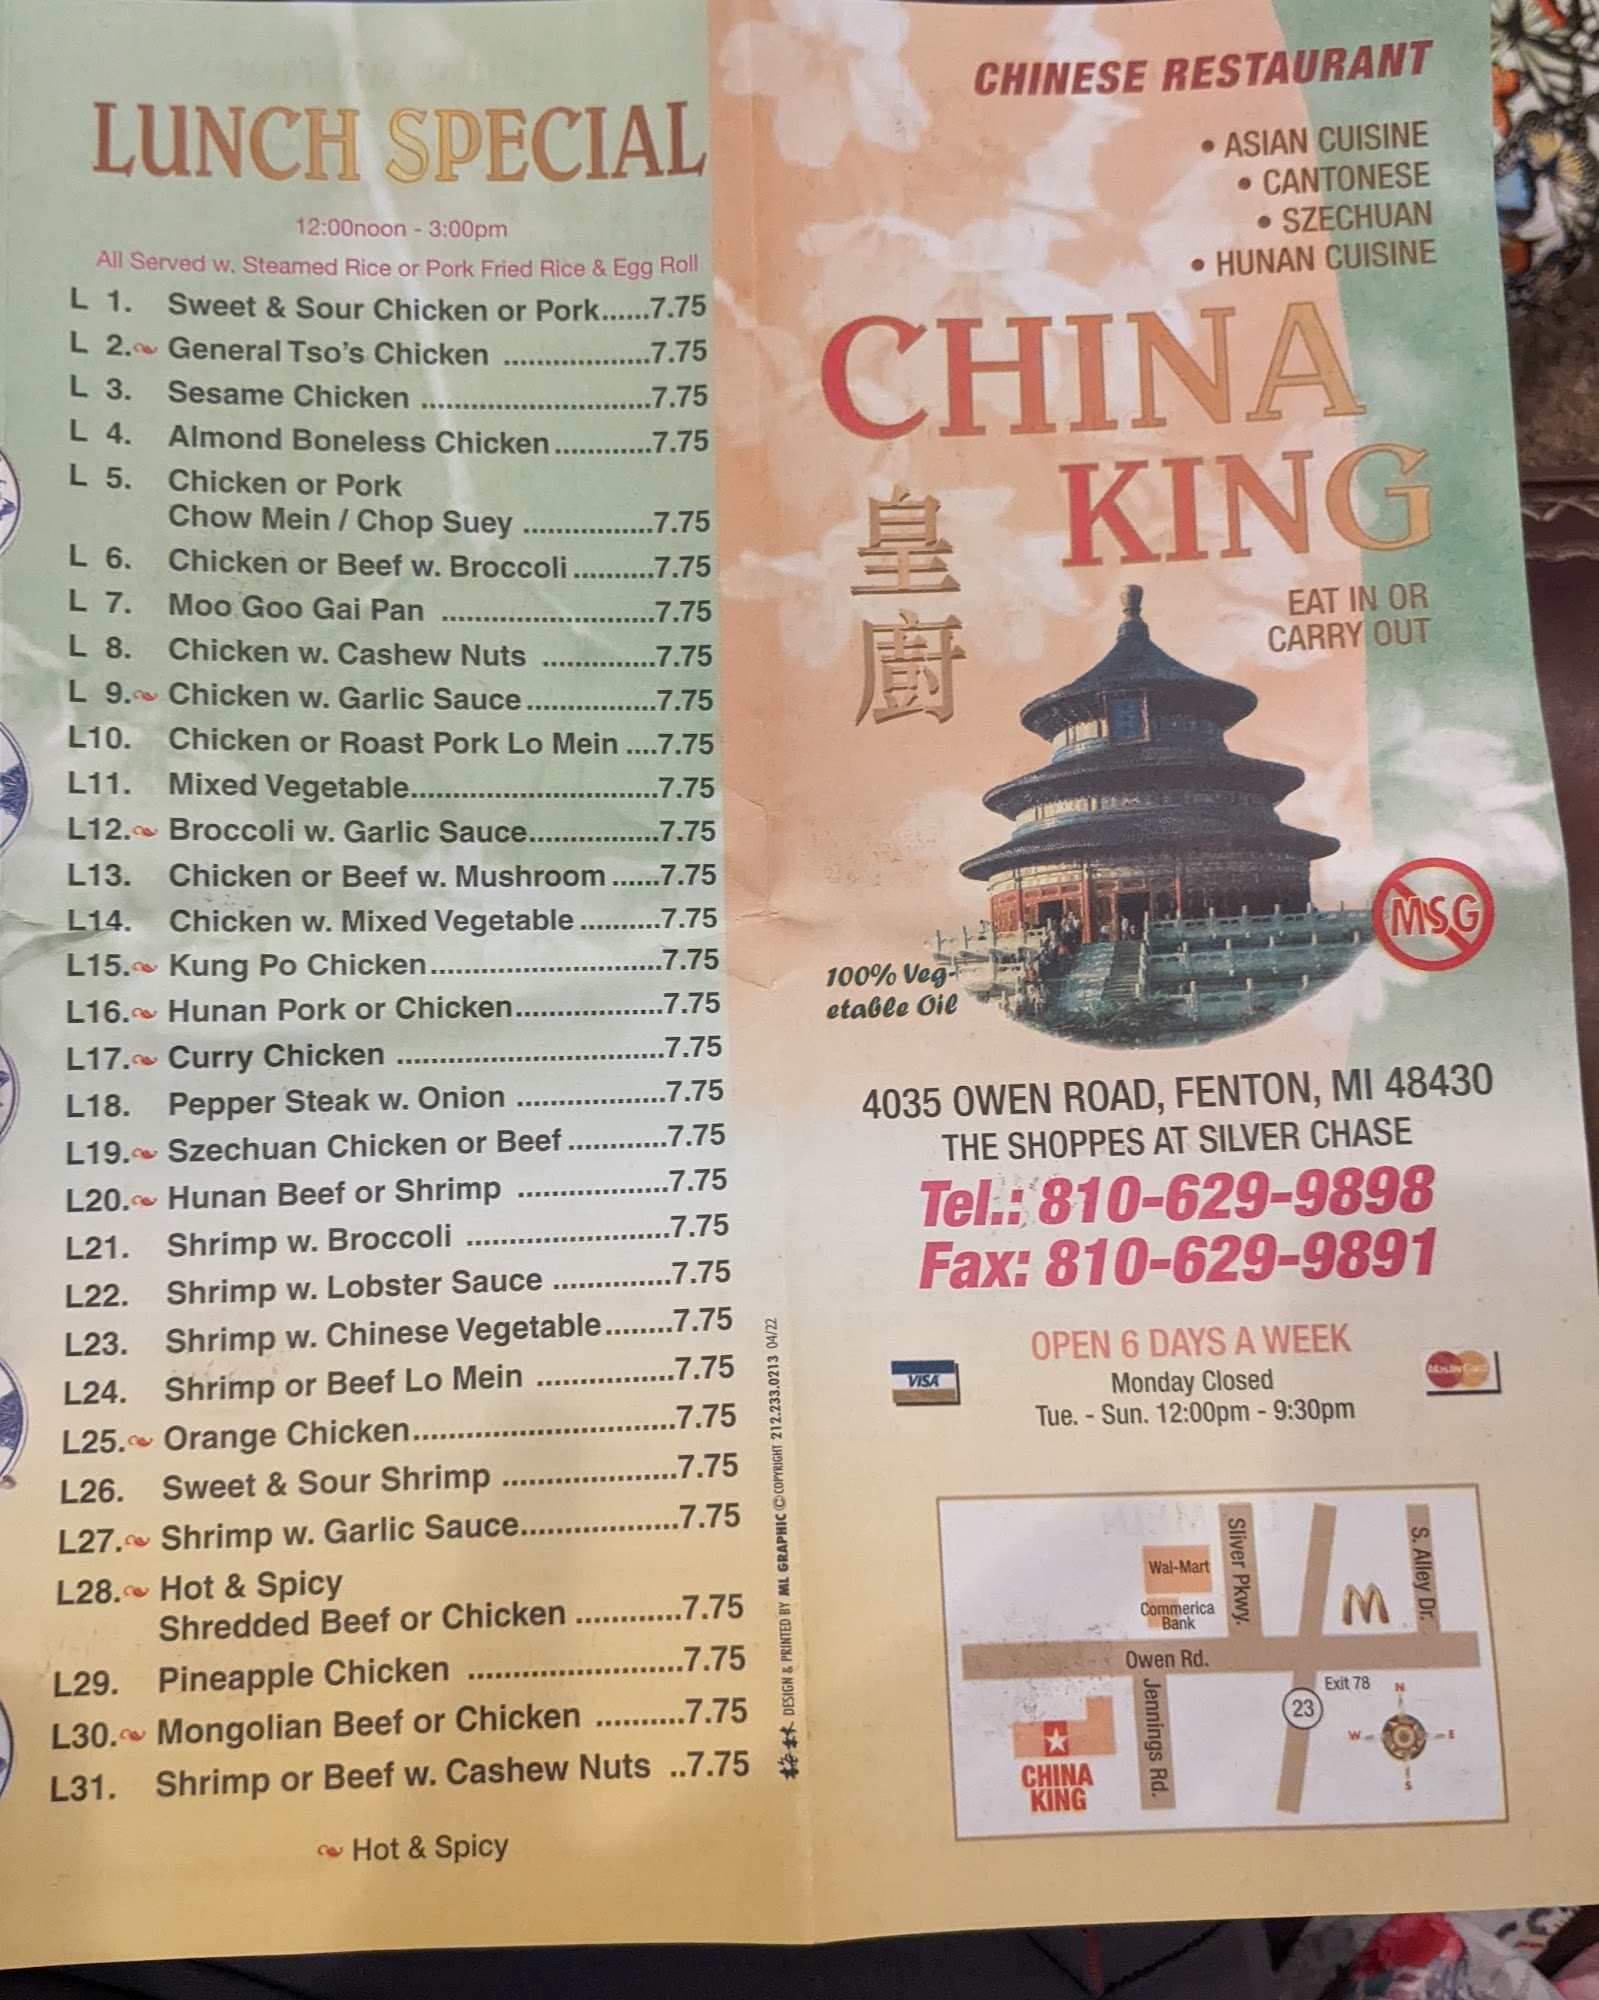 LUNCH SPECIAL
12:00noon - 3:00pm
All Served w. Steamed Rice or Pork Fried Rice & Egg Roll
L 1. Sweet & Sour Chicken or Pork......7.75
L 2. General Tso's Chicken ..................7.75
L 3. Sesame Chicken ............................7.75
L 4. Almond Boneless Chicken............7.75
L 5. Chicken or Pork
Chow Mein / Chop Suey ................7.75
L 6. Chicken or Beef w. Broccoli..........7.75
L 7. Moo Goo Gai Pan ..........................7.75
L 8. Chicken w. Cashew Nuts ..............7.75
L 9. Chicken w. Garlic Sauce................7.75
L10. Chicken or Roast Pork Lo Mein ....7.75
L11. Mixed Vegetable..............................7.75
L12. Broccoli w. Garlic Sauce................7.75
L13. Chicken or Beef w. Mushroom ......7.75
L14. Chicken w. Mixed Vegetable ..........7.75
L15. Kung Po Chicken............................7.75
L16. Hunan Pork or Chicken..................7.75
L17. Curry Chicken ................................7.75
L18. Pepper Steak w. Onion ..................7.75
L19. Szechuan Chicken or Beef............7.75
L20. Hunan Beef or Shrimp ..................7.75
L21. Shrimp w. Broccoli ........................7.75
L22. Shrimp w. Lobster Sauce ..............7.75
L23. Shrimp w. Chinese Vegetable........7.75
L24. Shrimp or Beef Lo Mein ................7.75
L25. Orange Chicken..............................7.75
L26. Sweet & Sour Shrimp ....................7.75
L27. Shrimp w. Garlic Sauce..................7.75
L28. Hot & Spicy
Shredded Beef or Chicken ............7.75
L29. Pineapple Chicken ........................7.75
L30. Mongolian Beef or Chicken ..........7.75
L31. Shrimp or Beef w. Cashew Nuts ..7.75
Hot & Spicy
梅林 DESIGN & PRINTED BY ML GRAPHIC © COPYRIGHT 212.233.0213 04/22
CHINESE RESTAURANT
• ASIAN CUISINE
• CANTONESE
• SZECHUAN
• HUNAN CUISINE
CHINA
KING
皇廚
EAT IN OR
CARRY OUT
MSG
100% Veg-
etable Oil
4035 OWEN ROAD, FENTON, MI 48430
THE SHOPPES AT SILVER CHASE
Tel.: 810-629-9898
Fax: 810-629-9891
OPEN 6 DAYS A WEEK
Monday Closed
Tue. - Sun. 12:00pm - 9:30pm
VISA
MasterCard
Wal-Mart
Commerica
Bank
Sliver Pkwy.
S. Alley Dr.
Owen Rd.
Jennings Rd.
Exit 78
23
N
W
E
S
CHINA
KING